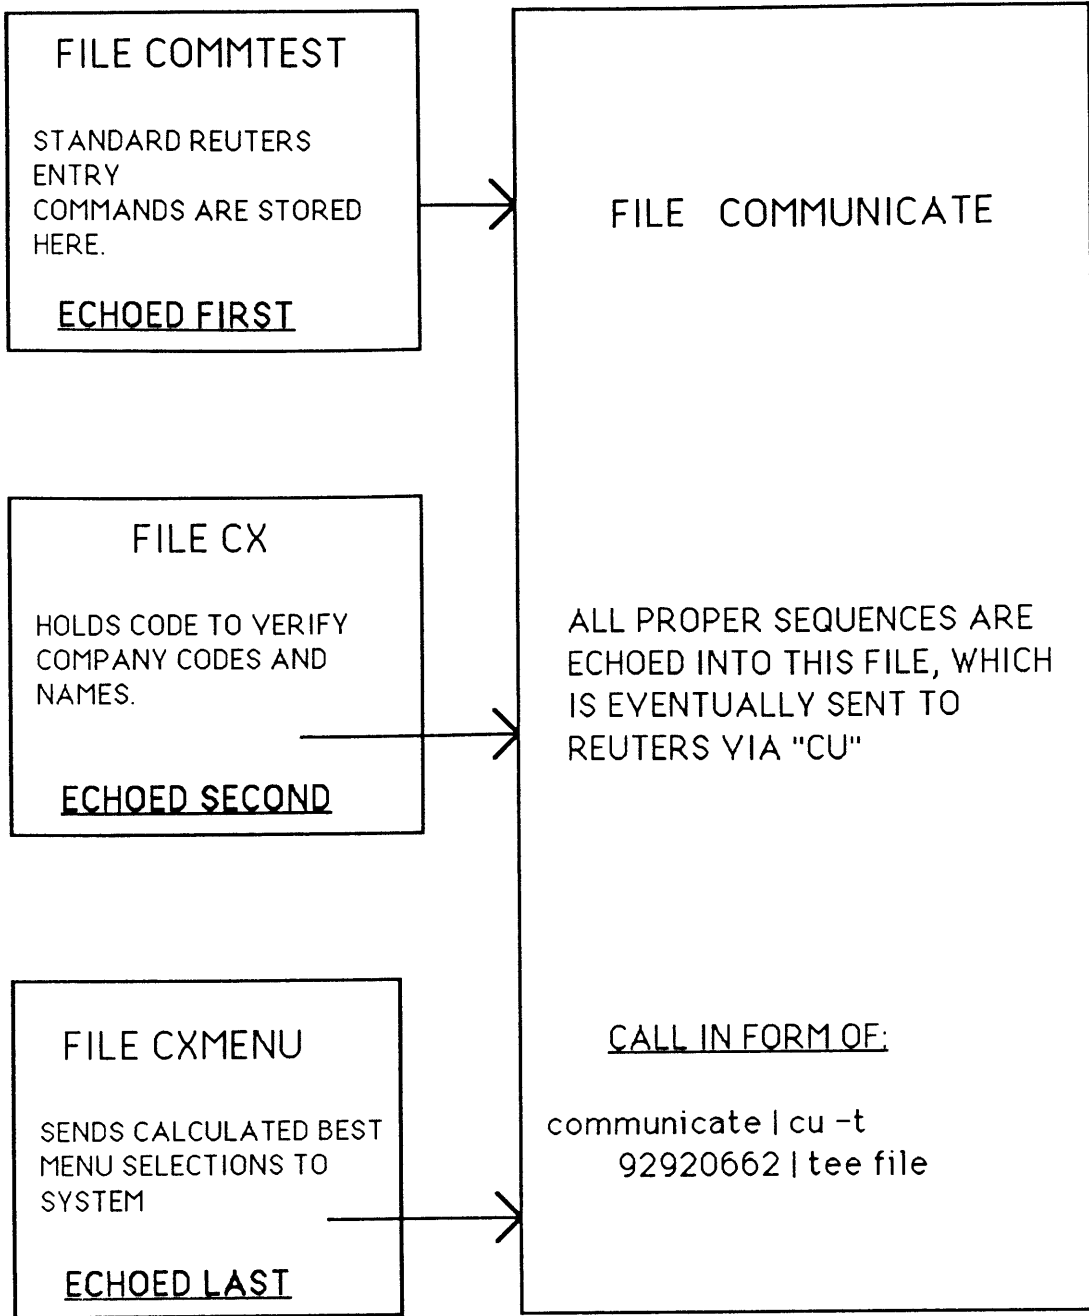 FILE COMMTEST
STANDARD REUTERS
ENTRY
COMMANDS ARE STORED
HERE.
ECHOED FIRST
FILE CX
HOLDS CODE TO VERIFY
COMPANY CODES AND
NAMES.
ECHOED SECOND
FILE CXMENU
SENDS CALCULATED BEST
MENU SELECTIONS TO
SYSTEM
ECHOED LAST
FILE COMMUNICATE
ALL PROPER SEQUENCES ARE
ECHOED INTO THIS FILE, WHICH
IS EVENTUALLY SENT TO
REUTERS VIA "CU"
CALL IN FORM OF:
communicate | cu -t
92920662 | tee file